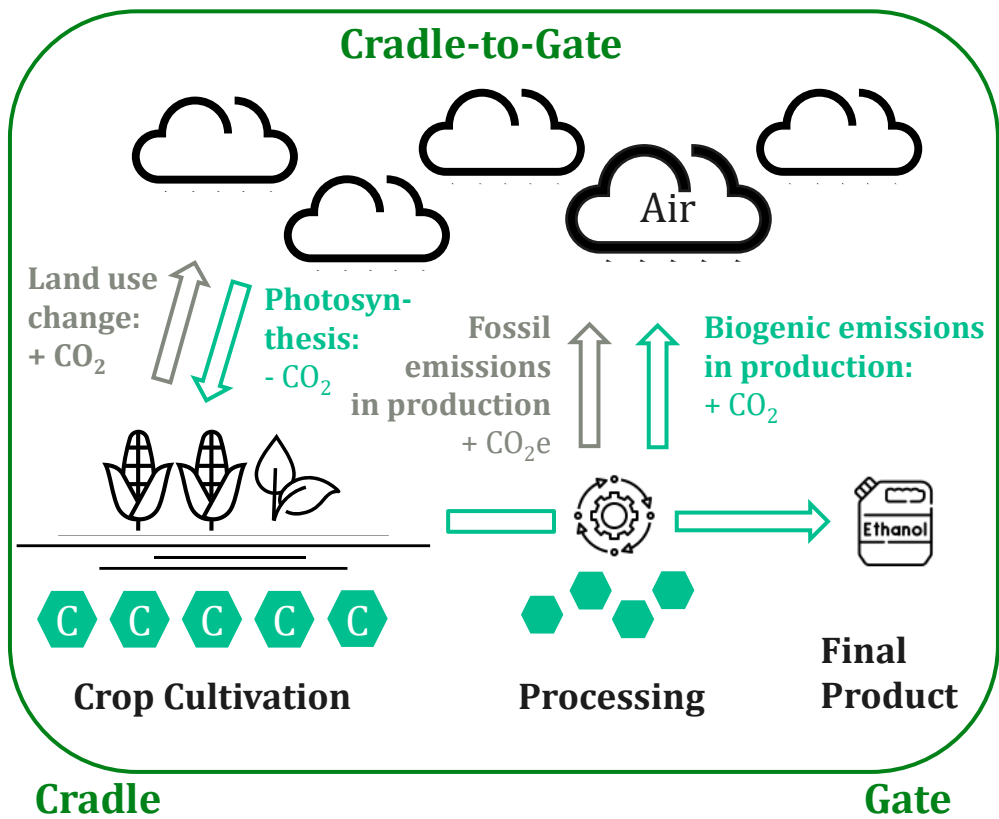 Cradle-to-Gate
Air
Land use
change:
+ CO₂
Photosyn-
thesis:
- CO₂
Fossil
emissions
in production
+ CO₂e
Biogenic emissions
in production:
+ CO₂
Ethanol
C C C C C
Crop Cultivation
Processing
Final
Product
Cradle
Gate